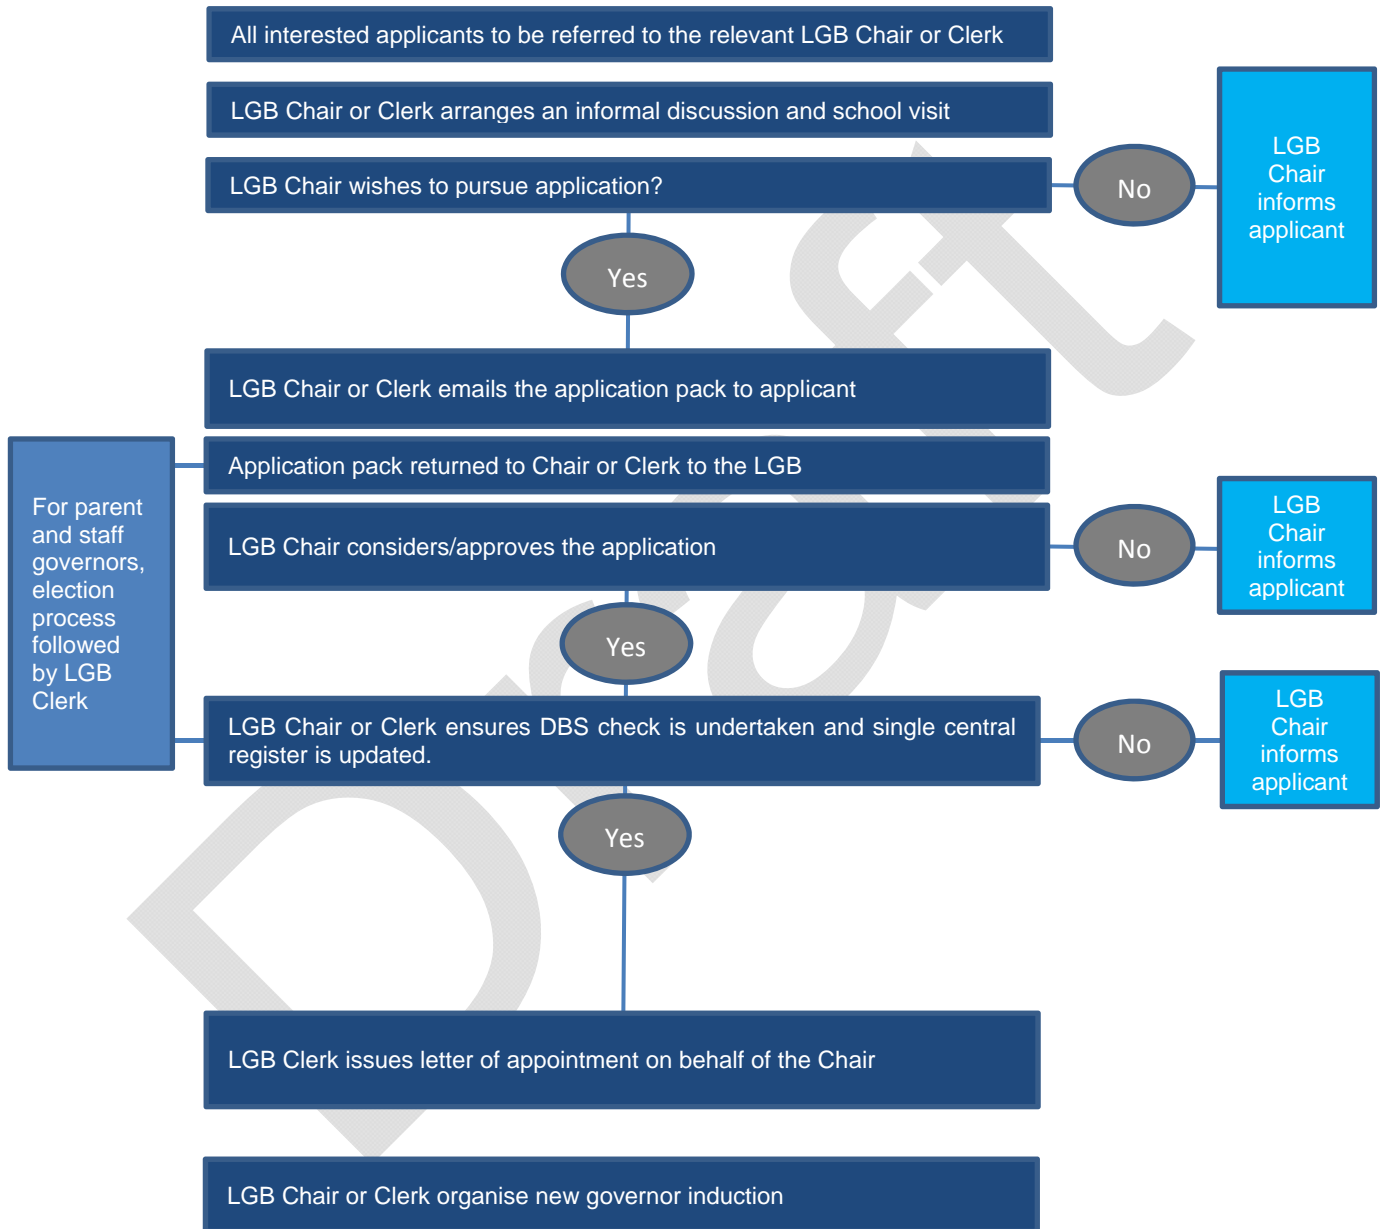 All interested applicants to be referred to the relevant LGB Chair or Clerk
LGB Chair or Clerk arranges an informal discussion and school visit
LGB Chair wishes to pursue application?
No
LGB
Chair
informs
applicant
Yes
LGB Chair or Clerk emails the application pack to applicant
For parent
and staff
governors,
election
process
followed
by LGB
Clerk
Application pack returned to Chair or Clerk to the LGB
LGB Chair considers/approves the application
No
LGB
Chair
informs
applicant
Yes
LGB Chair or Clerk ensures DBS check is undertaken and single central
register is updated.
No
LGB
Chair
informs
applicant
Yes
LGB Clerk issues letter of appointment on behalf of the Chair
LGB Chair or Clerk organise new governor induction
Draft